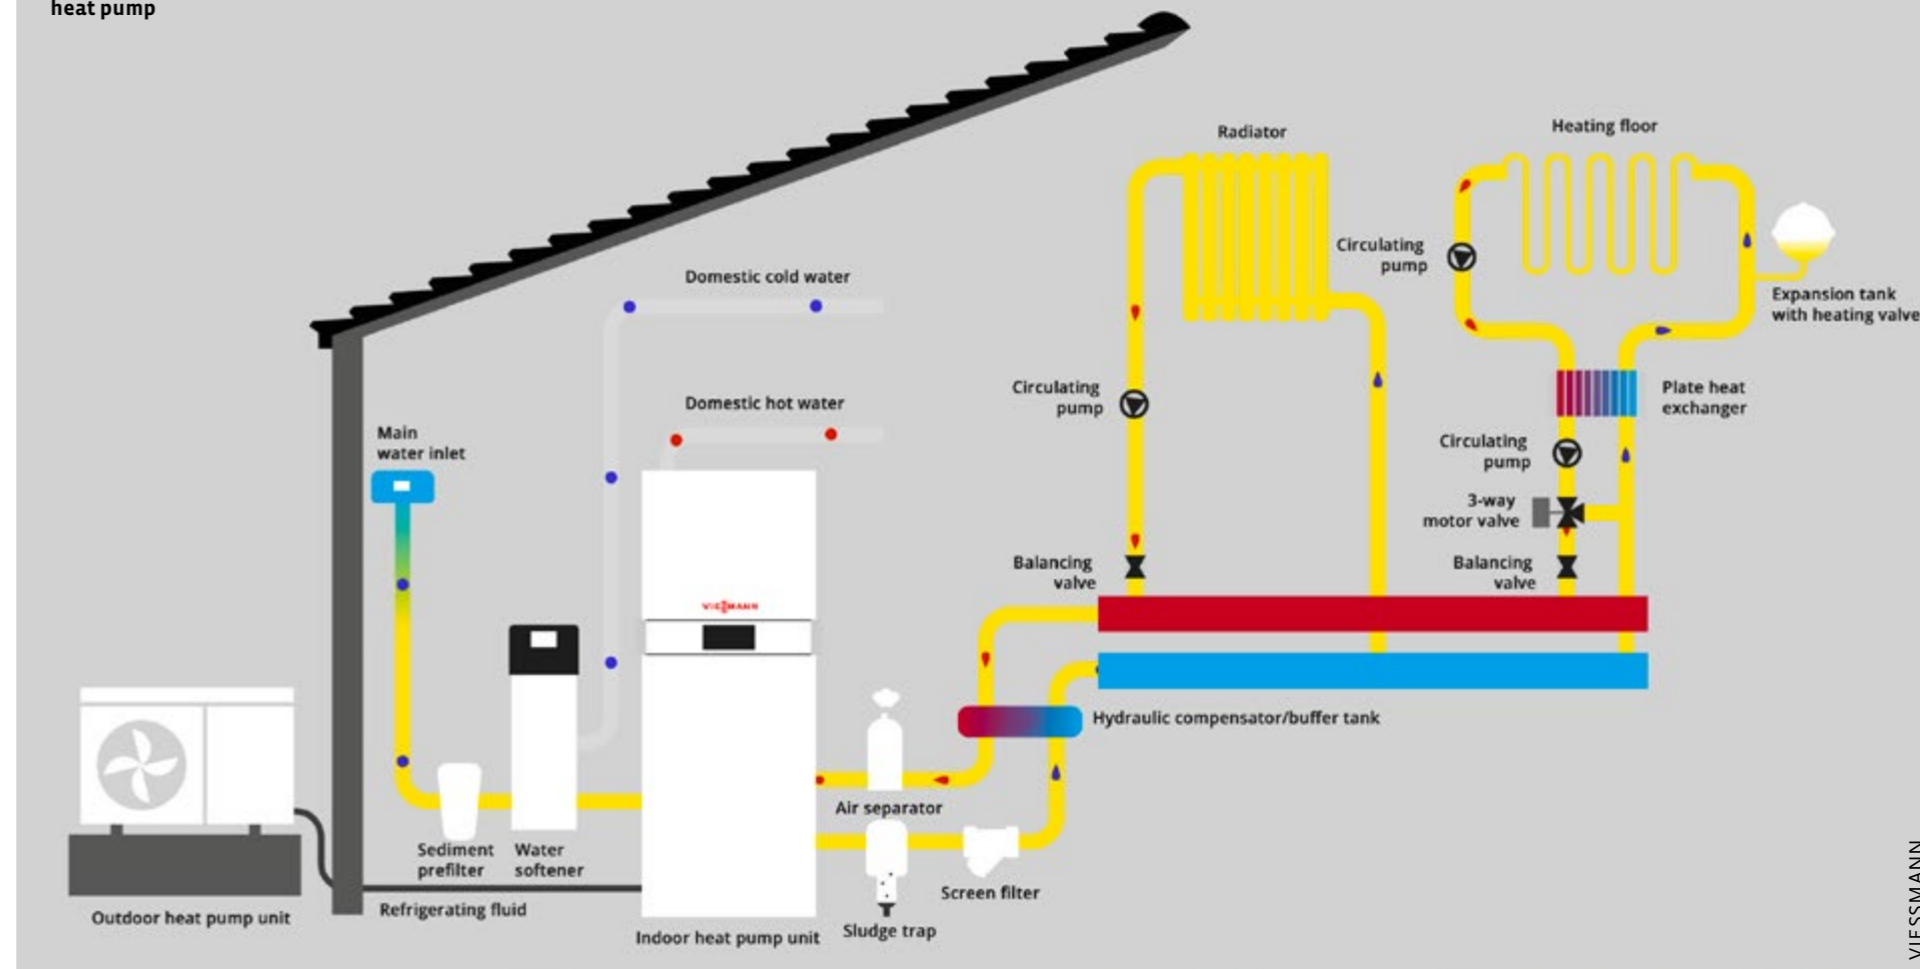 heat pump
Radiator
Heating floor
Circulating
pump
Domestic cold water
Expansion tank
with heating valve
Circulating
pump
Plate heat
exchanger
Domestic hot water
Main
water inlet
Circulating
pump
3-way
motor valve
Balancing
valve
Balancing
valve
VIESSMANN
Hydraulic compensator/buffer tank
Air separator
Sediment
prefilter
Water
softener
Screen filter
Refrigerating fluid
Outdoor heat pump unit
Sludge trap
Indoor heat pump unit
VIESSMANN